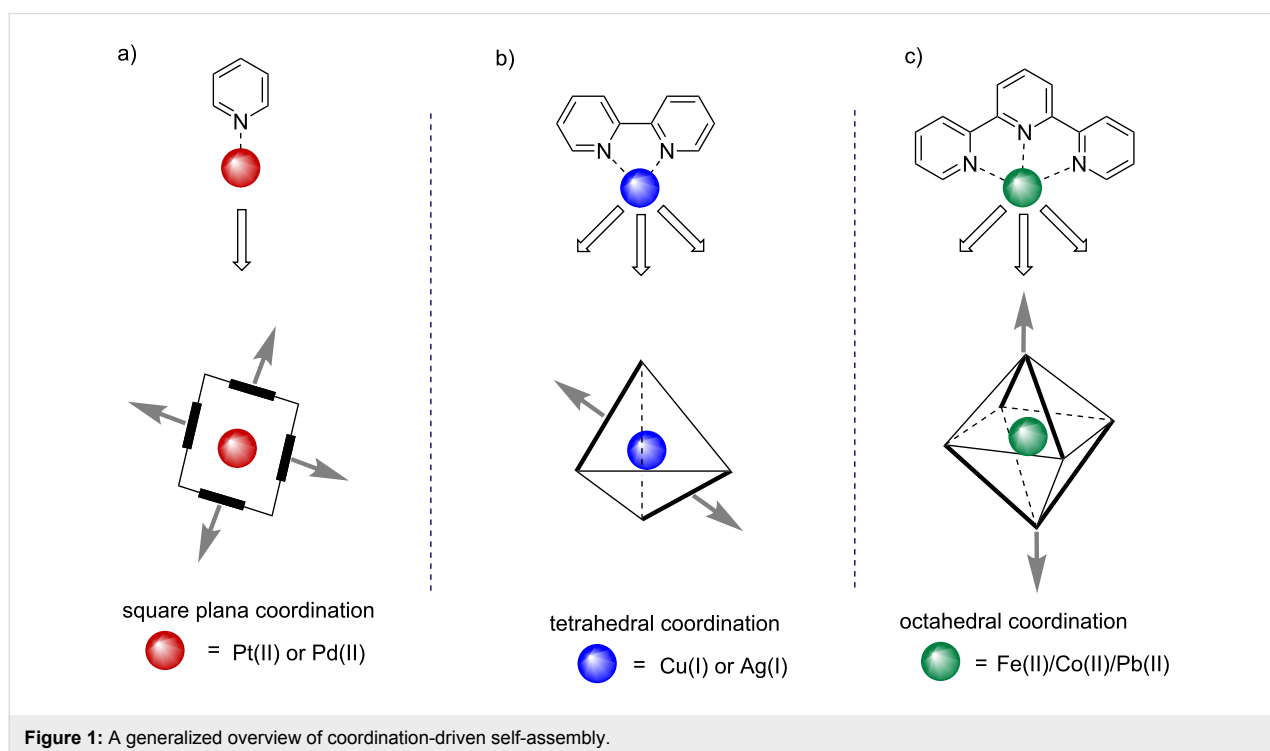 a)
b)
c)
N
N N
N N N
square plana coordination
= Pt(II) or Pd(II)
tetrahedral coordination
= Cu(I) or Ag(I)
octahedral coordination
= Fe(II)/Co(II)/Pb(II)
Figure 1: A generalized overview of coordination-driven self-assembly.